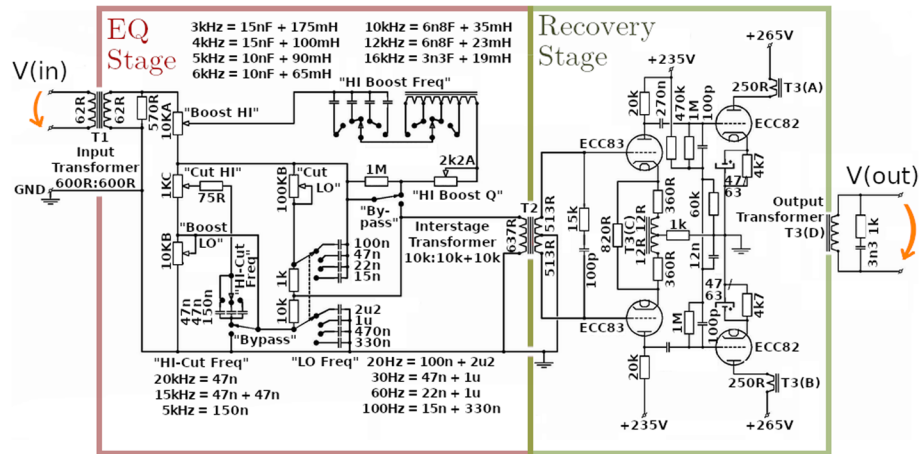 EQ
Stage
3kHz = 15nF + 175mH
4kHz = 15nF + 100mH
5kHz = 10nF + 90mH
6kHz = 10nF + 65mH
10kHz = 6n8F + 35mH
12kHz = 6n8F + 23mH
16kHz = 3n3F + 19mH
Recovery
Stage
V(in)
62R
62R
T1
Input
Transformer
600R:600R
GND
570R
10KA
"Boost HI"
"HI Boost Freq"
"Cut HI"
1KC
75R
"Cut
LO"
100KB
1M
2k2A
"HI Boost Q"
"By-
pass"
"Boost
LO"
10KB
"Hi-Cut
Freq"
47n
47n
150n
1k
10k
100n
47n
22n
15n
"Bypass"
2u2
1u
470n
330n
"LO Freq"
"HI-Cut Freq"
20kHz = 47n
15kHz = 47n + 47n
5kHz = 150n
20Hz = 100n + 2u2
30Hz = 47n + 1u
60Hz = 22n + 1u
100Hz = 15n + 330n
Interstage
Transformer
10k:10k+10k
T2
637R
513R
513R
15k
100p
ECC83
ECC83
820R
T3(C)
12R
12R
360R
360R
1k
+235V
20k
270n
470k
1M
100p
+265V
250R
T3(A)
ECC82
47
63
4k7
60k
12n
47
63
4k7
1M
100p
ECC82
250R
T3(B)
20k
+235V
+265V
Output
Transformer
T3(D)
V(out)
1k
3n3